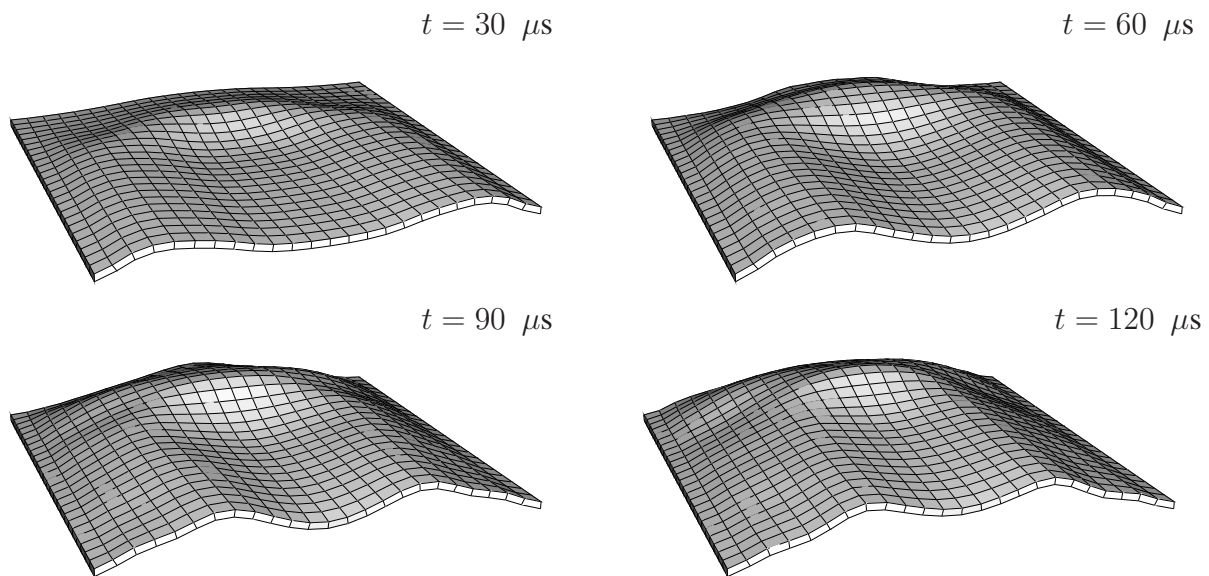 t = 30 μs
t = 60 μs
t = 90 μs
t = 120 μs